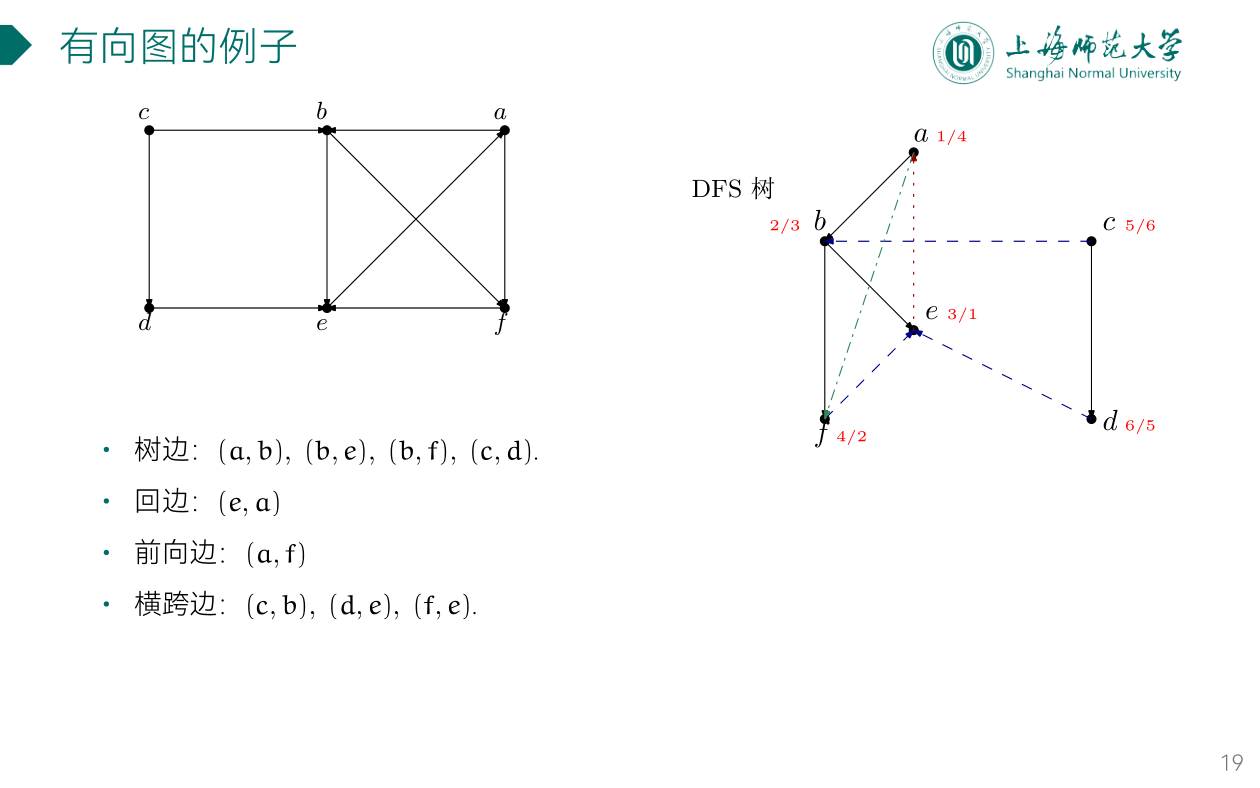 有向图的例子
上海师范大学
Shanghai Normal University
c b a
d e f
DFS 树
a 1/4
2/3 b
c 5/6
e 3/1
f 4/2
d 6/5
• 树边：(a, b), (b, e), (b, f), (c, d).
• 回边：(e, a)
• 前向边：(a, f)
• 横跨边：(c, b), (d, e), (f, e).
19